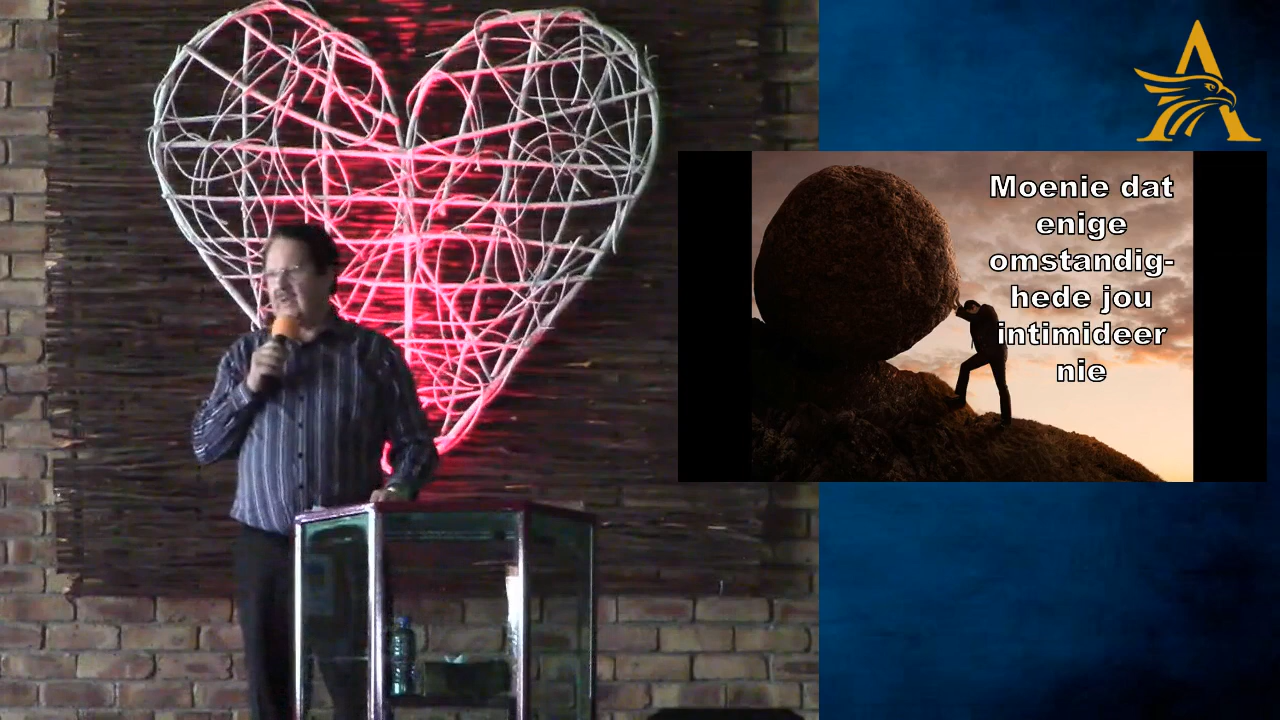 Moenie dat
enige
omstandig-
hede jou
intimideer
nie